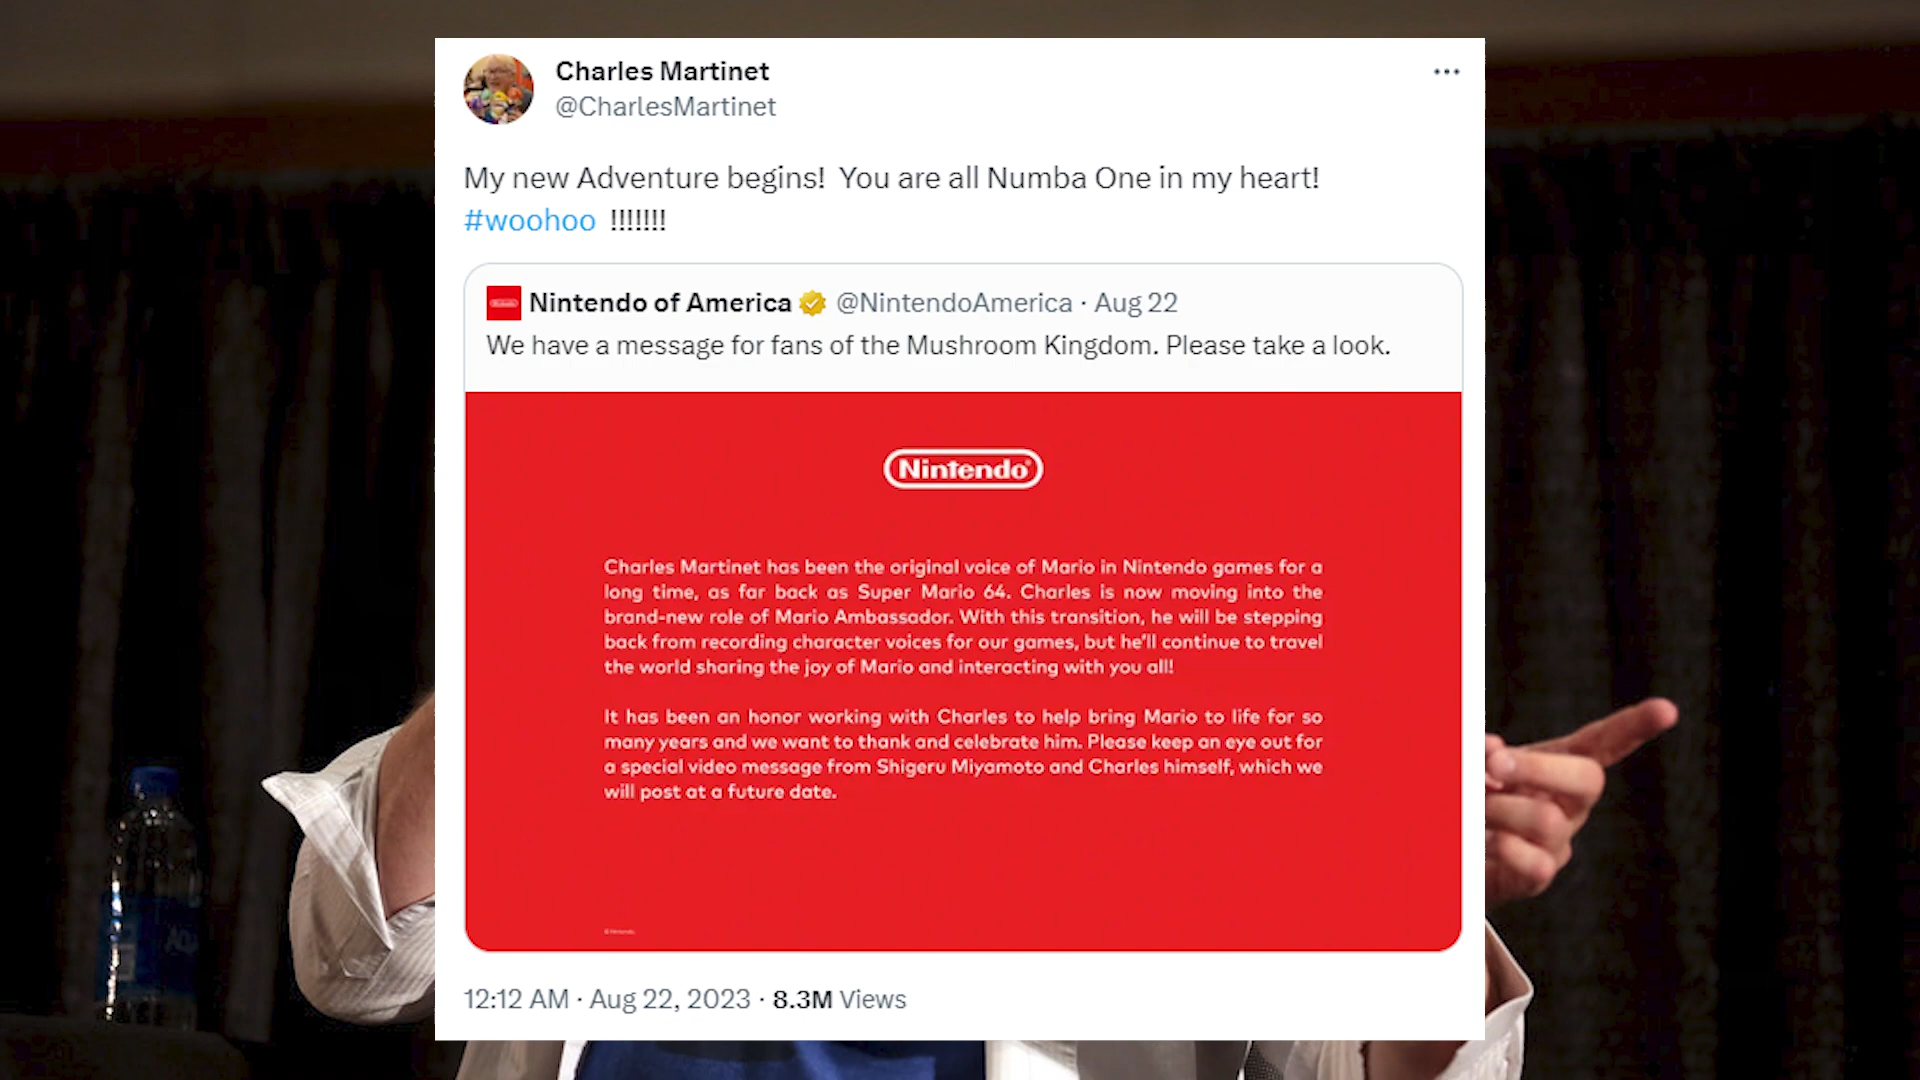 Charles Martinet
@CharlesMartinet
My new Adventure begins!  You are all Numba One in my heart!
#woohoo !!!!!!!
Nintendo of America @NintendoAmerica · Aug 22
We have a message for fans of the Mushroom Kingdom. Please take a look.
Nintendo
Charles Martinet has been the original voice of Mario in Nintendo games for a
long time, as far back as Super Mario 64. Charles is now moving into the
brand-new role of Mario Ambassador. With this transition, he will be stepping
back from recording character voices for our games, but he'll continue to travel
the world sharing the joy of Mario and interacting with you all!
It has been an honor working with Charles to help bring Mario to life for so
many years and we want to thank and celebrate him. Please keep an eye out for
a special video message from Shigeru Miyamoto and Charles himself, which we
will post at a future date.
© Nintendo
12:12 AM · Aug 22, 2023 · 8.3M Views